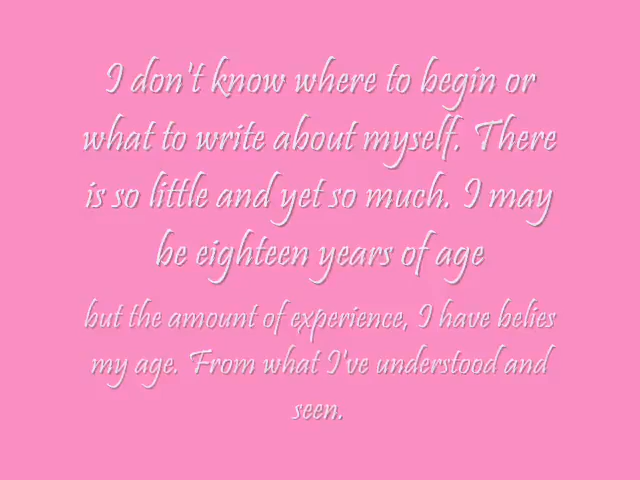 I don't know where to begin or
what to write about myself. There
is so little and yet so much. I may
be eighteen years of age
but the amount of experience, I have belies
my age. From what I've understood and
seen.